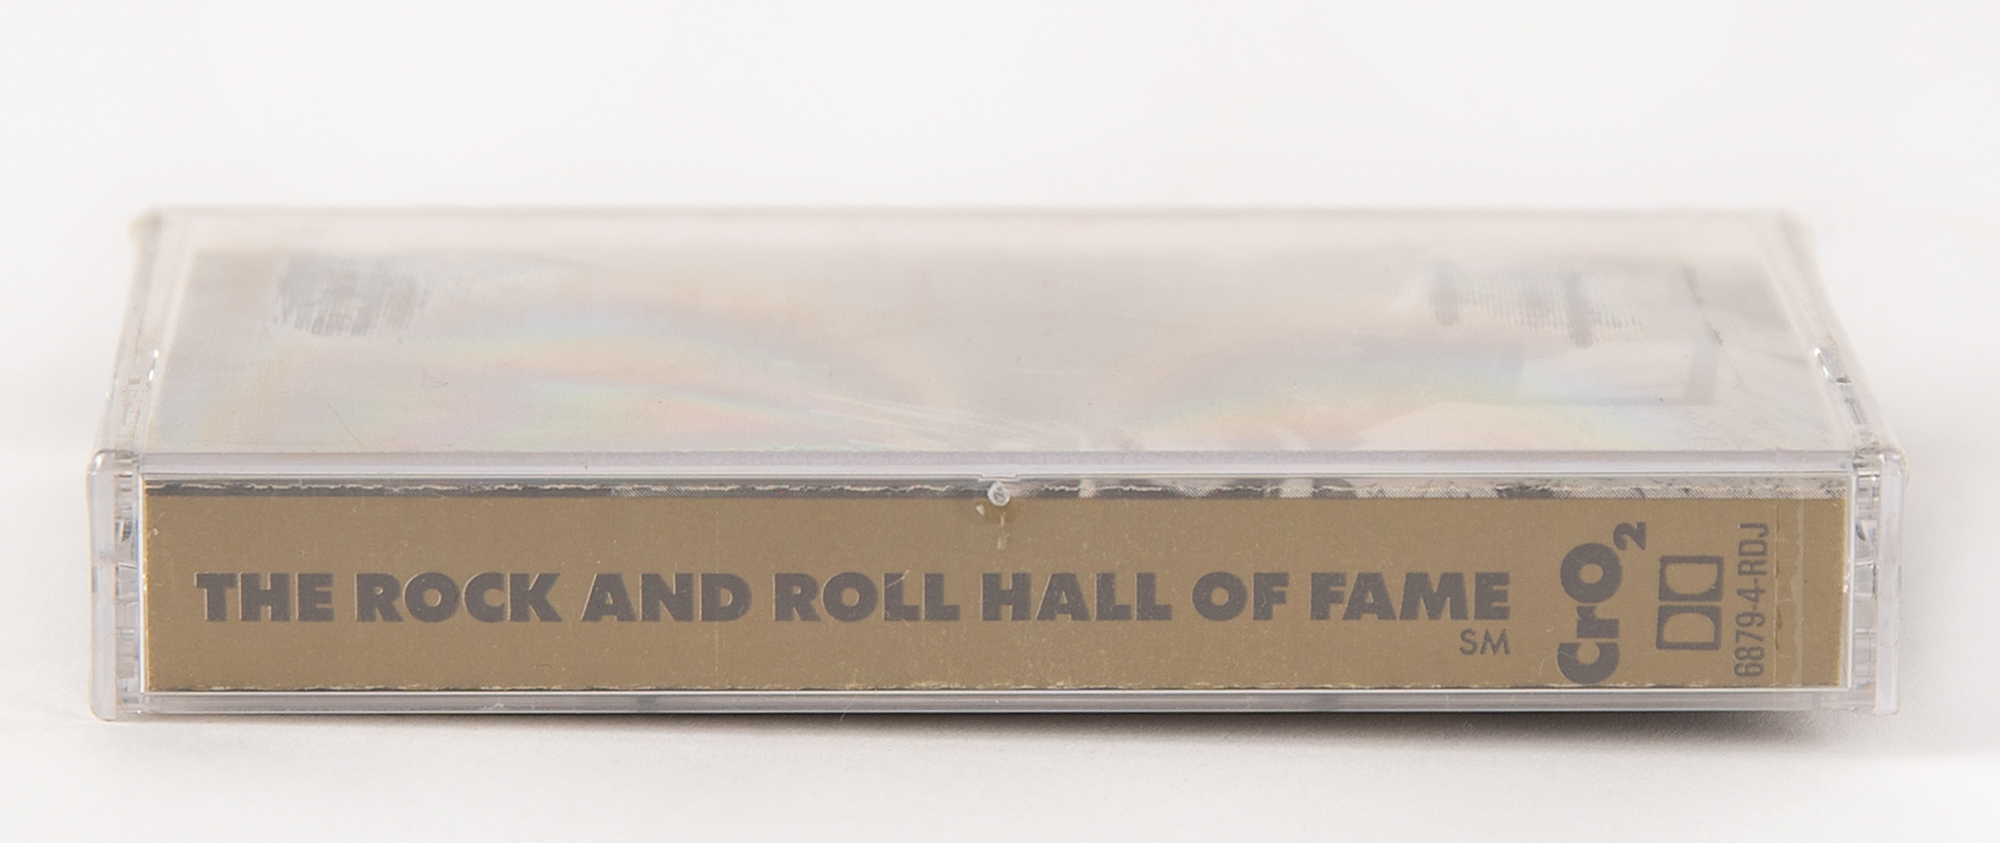 THE ROCK AND ROLL HALL OF FAME
SM
CrO2
6879-4-RDJ